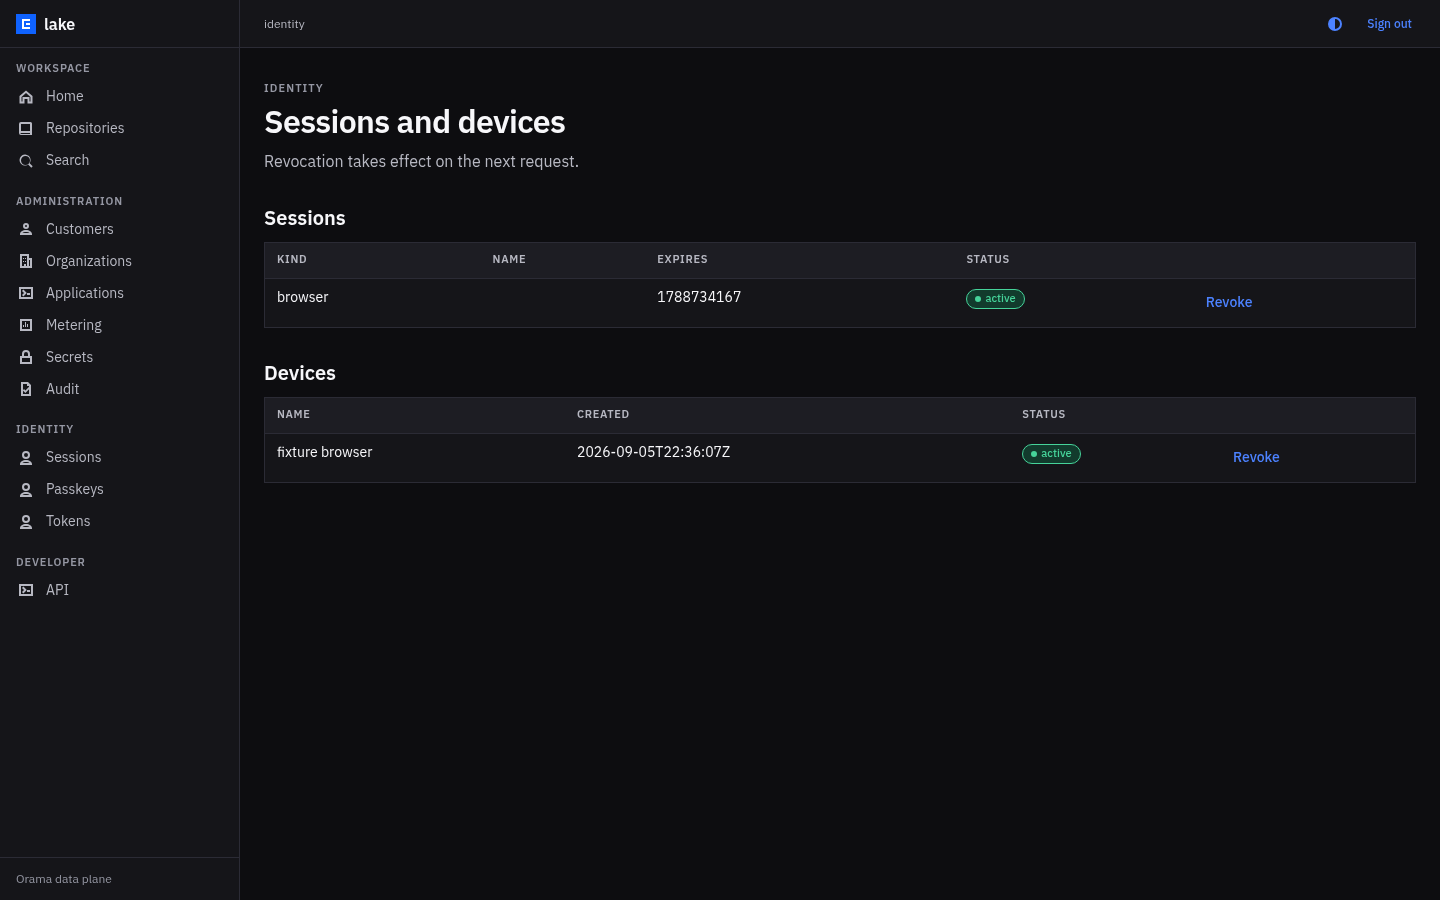 lake
identity
Sign out
WORKSPACE
Home
Repositories
Search
ADMINISTRATION
Customers
Organizations
Applications
Metering
Secrets
Audit
IDENTITY
Sessions
Passkeys
Tokens
DEVELOPER
API
Orama data plane
IDENTITY
Sessions and devices
Revocation takes effect on the next request.
Sessions
KIND NAME EXPIRES STATUS
browser 1788734167 active Revoke
Devices
NAME CREATED STATUS
fixture browser 2026-09-05T22:36:07Z active Revoke